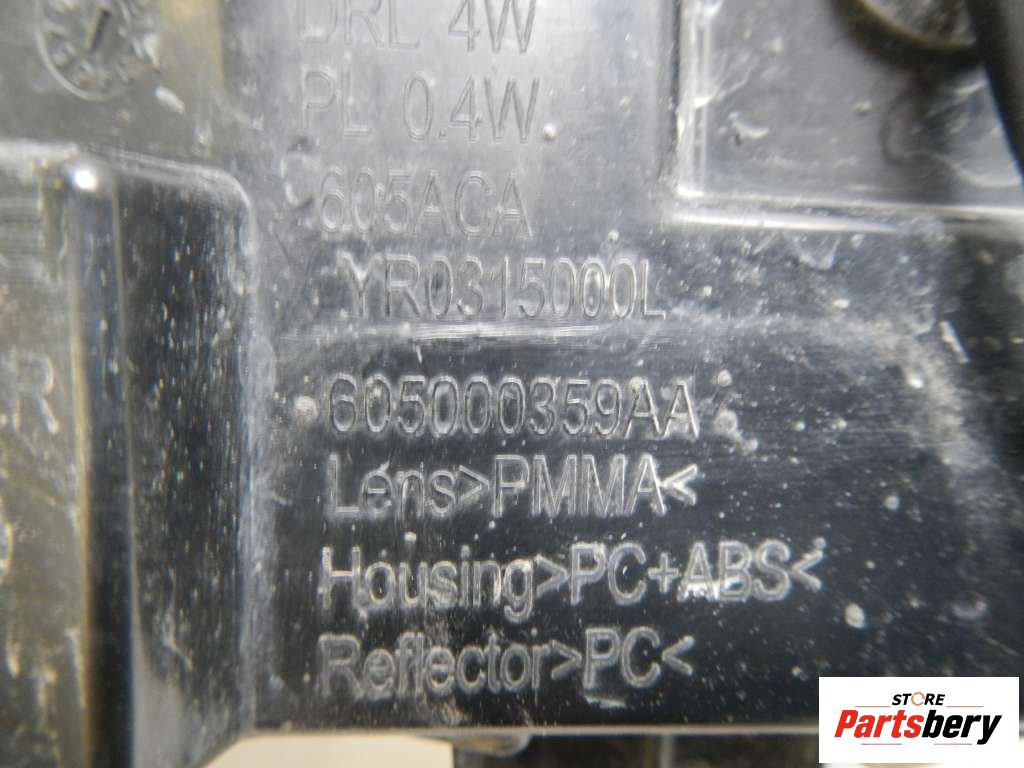 DRL 4W
PL 0.4W
605ACA
YR0315000L
605000359AA
Lens>PMMA<
Housing>PC+ABS<
Reflector>PC<
R
STORE
Partsbery